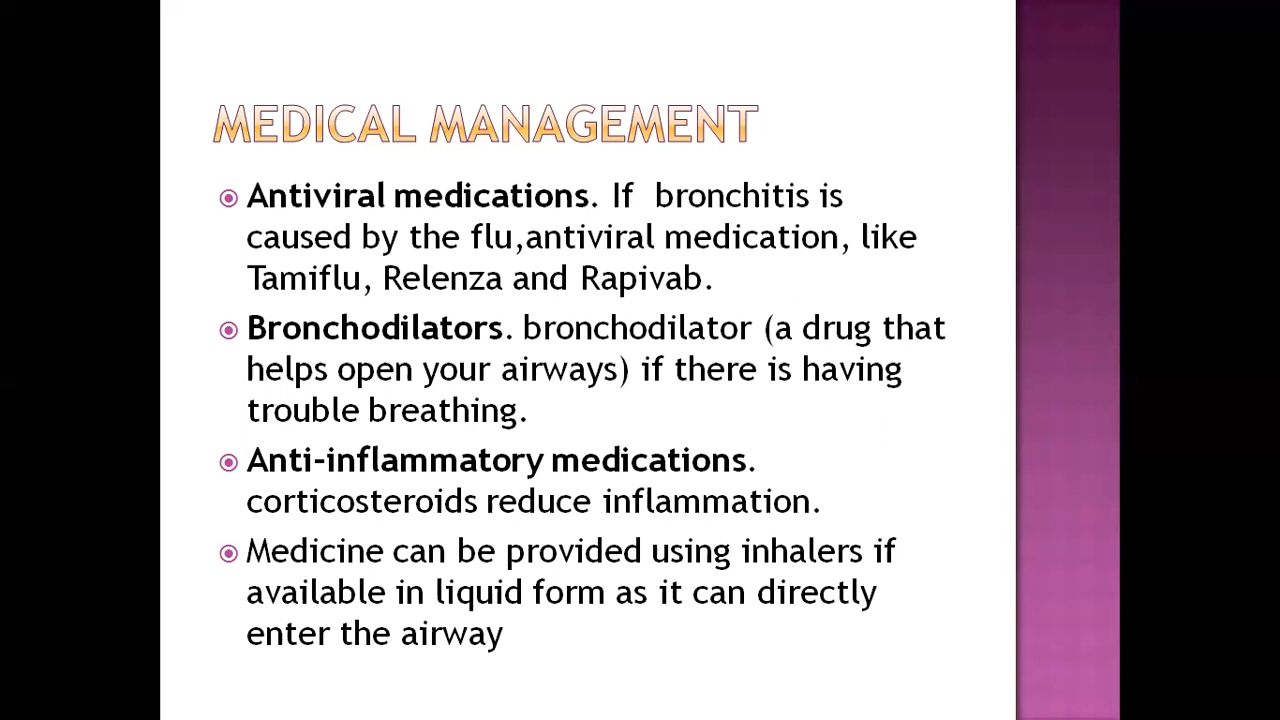 MEDICAL MANAGEMENT
Antiviral medications. If  bronchitis is
caused by the flu,antiviral medication, like
Tamiflu, Relenza and Rapivab.
Bronchodilators. bronchodilator (a drug that
helps open your airways) if there is having
trouble breathing.
Anti-inflammatory medications.
corticosteroids reduce inflammation.
Medicine can be provided using inhalers if
available in liquid form as it can directly
enter the airway